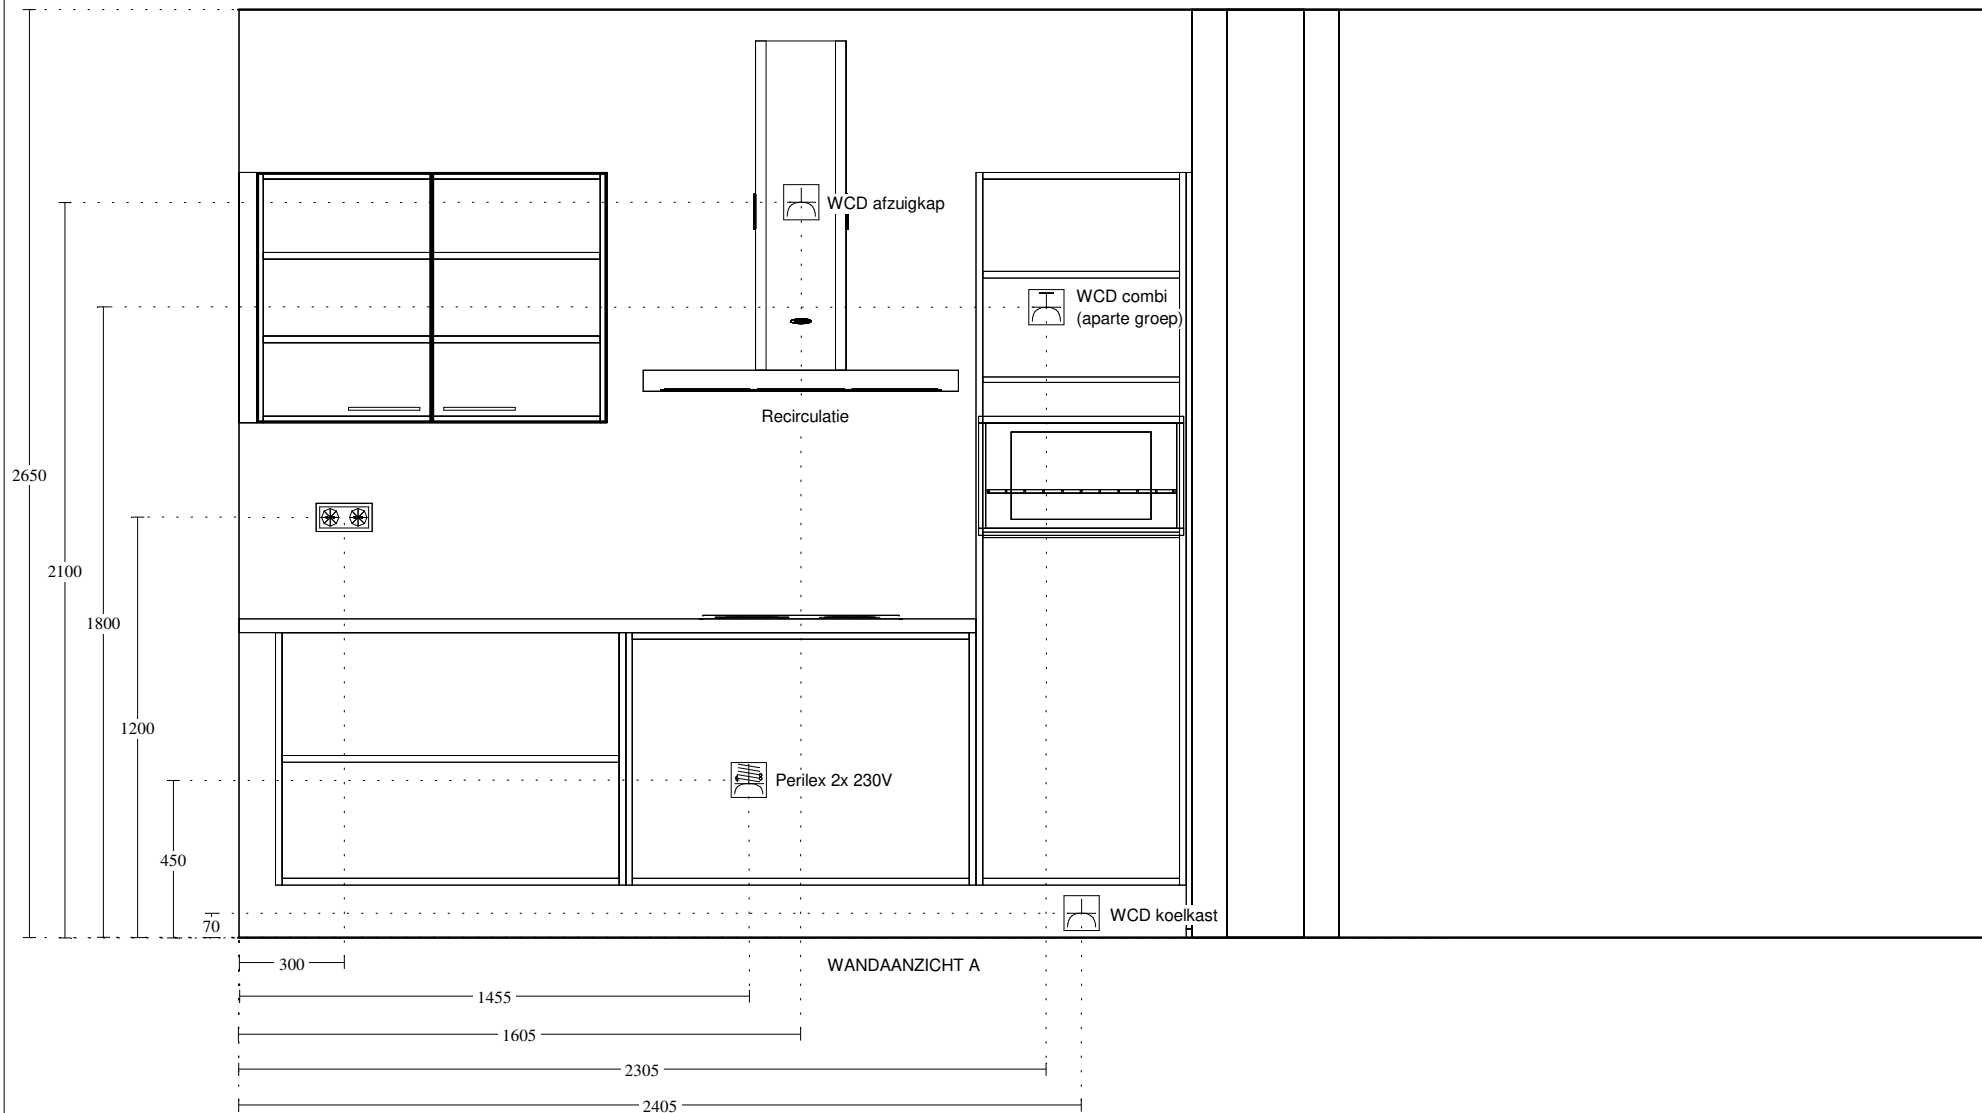 WCD afzuigkap
WCD combi
(aparte groep)
Recirculatie
2650
2100
1800
1200
Perilex 2x 230V
450
70
WCD koelkast
300
WANDAANZICHT A
1455
1605
2305
2405